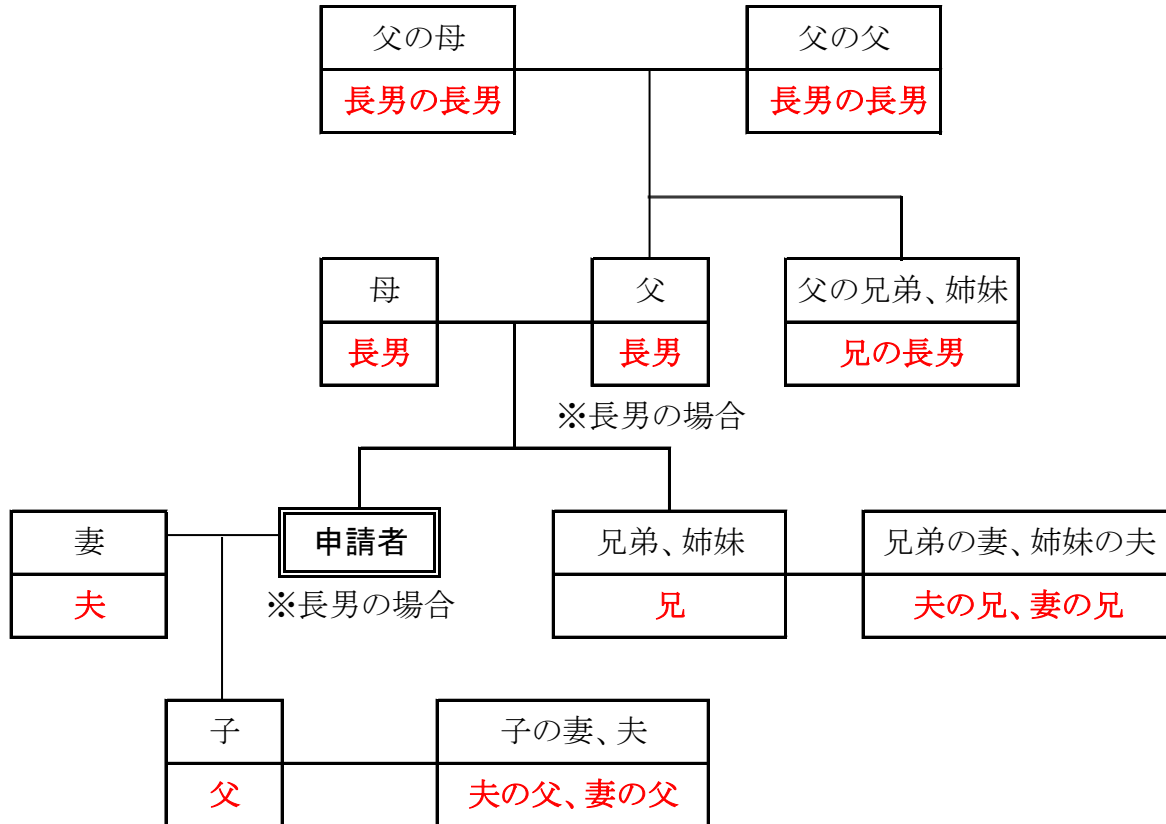 父の母
長男の長男
父の父
長男の長男
母
長男
父
長男
父の兄弟、姉妹
兄の長男
※長男の場合
妻
夫
申請者
※長男の場合
兄弟、姉妹
兄
兄弟の妻、姉妹の夫
夫の兄、妻の兄
子
父
子の妻、夫
夫の父、妻の父